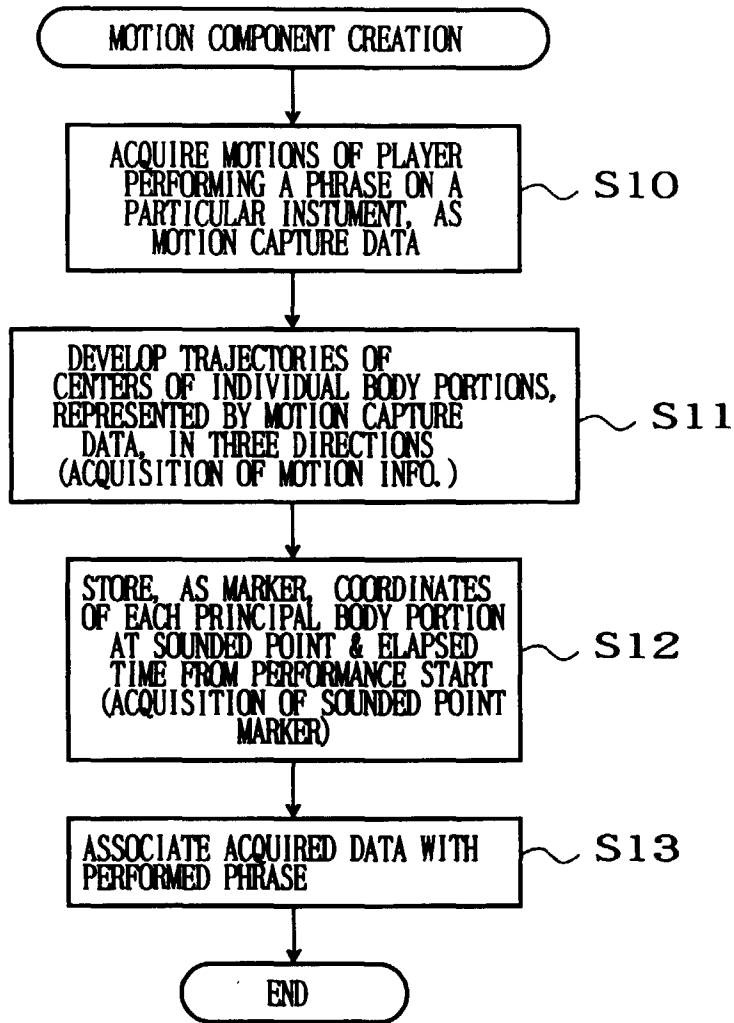 MOTION COMPONENT CREATION
ACQUIRE MOTIONS OF PLAYER
PERFORMING A PHRASE ON A
PARTICULAR INSTUMENT, AS
MOTION CAPTURE DATA
S10
DEVELOP TRAJECTORIES OF
CENTERS OF INDIVIDUAL BODY PORTIONS,
REPRESENTED BY MOTION CAPTURE
DATA, IN THREE DIRECTIONS
(ACQUISITION OF MOTION INFO.)
S11
STORE, AS MARKER, COORDINATES
OF EACH PRINCIPAL BODY PORTION
AT SOUNDED POINT & ELAPSED
TIME FROM PERFORMANCE START
(ACQUISITION OF SOUNDED POINT
MARKER)
S12
ASSOCIATE ACQUIRED DATA WITH
PERFORMED PHRASE
S13
END